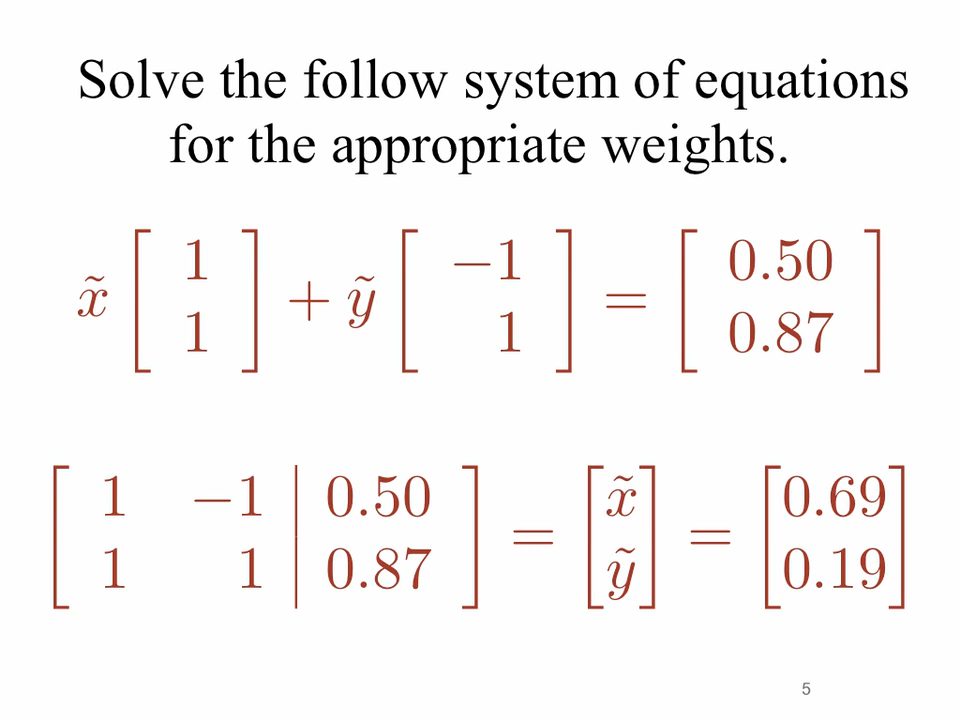 Solve the follow system of equations
for the appropriate weights.
x̃ [ 1 ] + ỹ [ −1 ] = [ 0.50 ]
[ 1 ] [ 1 ] [ 0.87 ]
[ 1 −1 | 0.50 ] = [ x̃ ] = [ 0.69 ]
[ 1 1 | 0.87 ] [ ỹ ] [ 0.19 ]
5